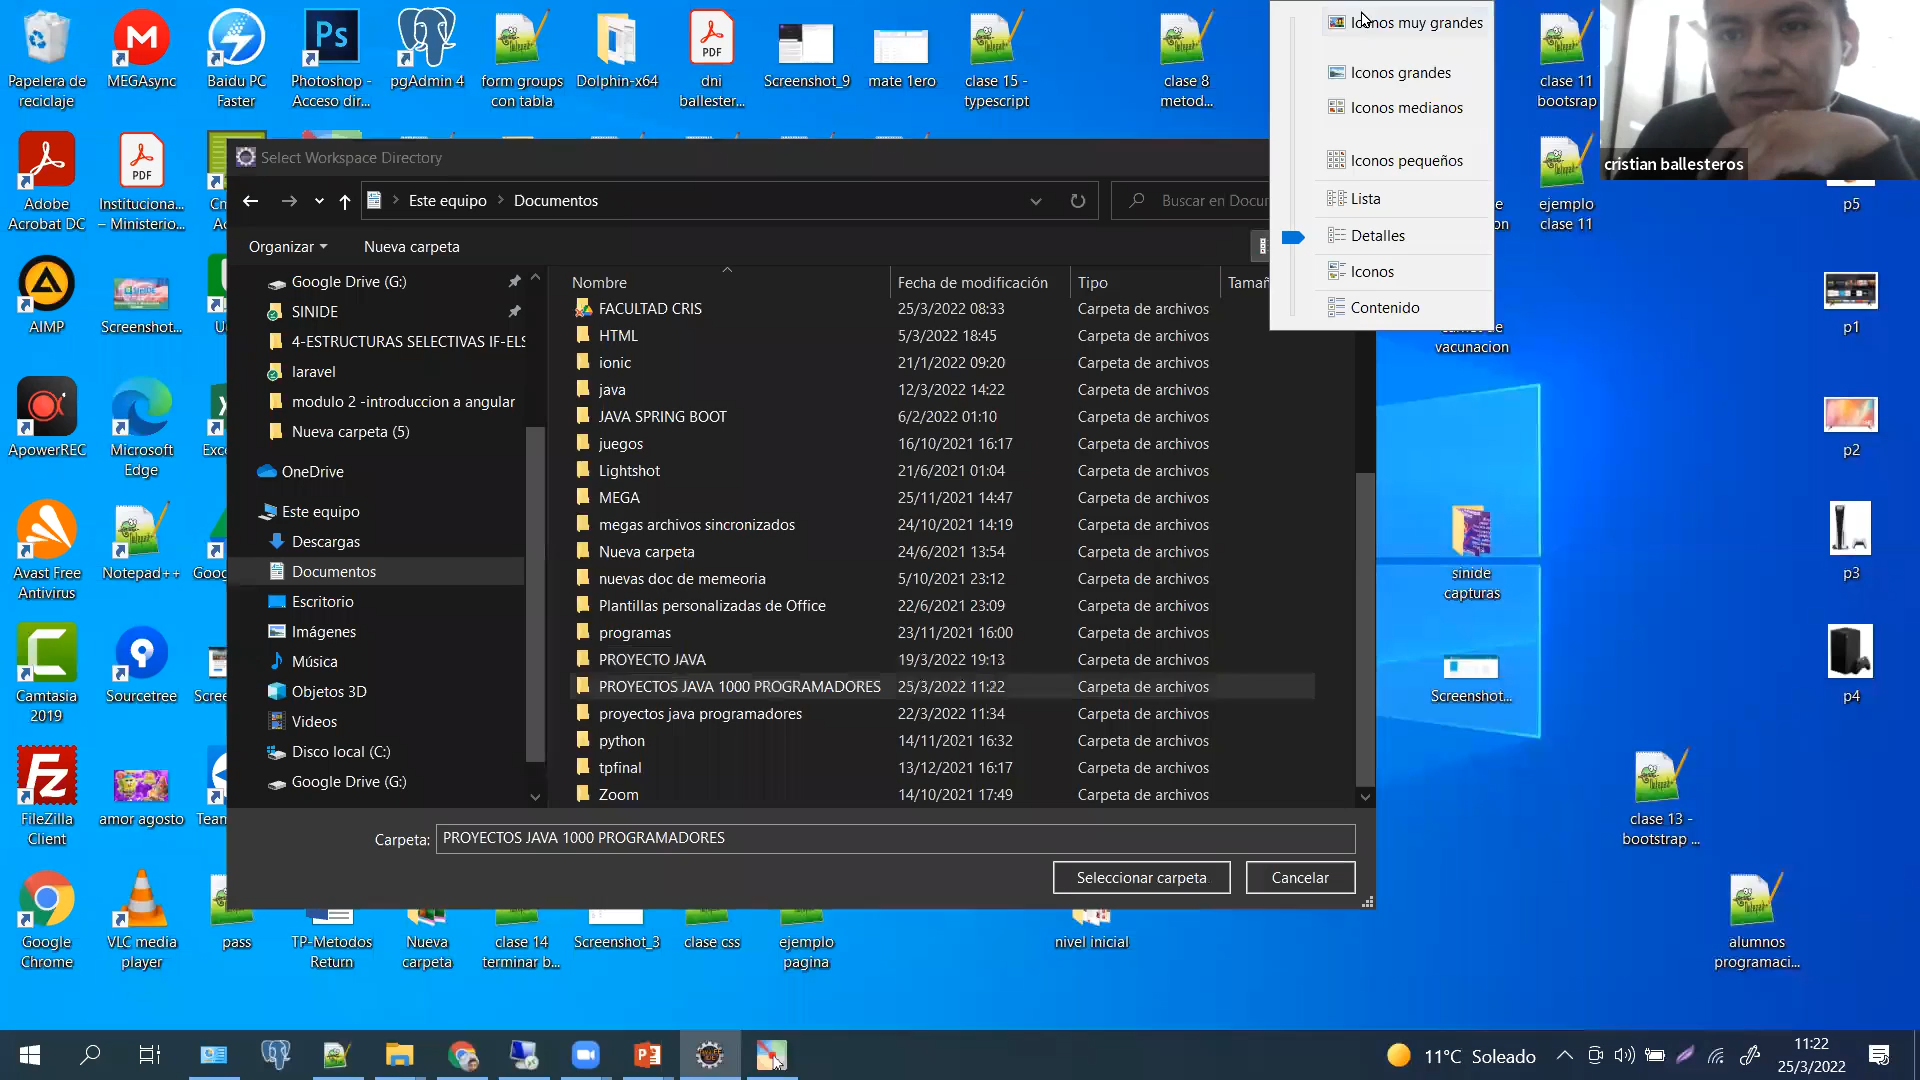 Papelera de
reciclaje
MEGAsync
Baidu PC
Faster
Photoshop -
Acceso dir...
pgAdmin 4
form groups
con tabla
Dolphin-x64
dni
ballester...
Screenshot_9
mate 1ero
clase 15 -
typescript
clase 8
metod...
clase 11
bootsrap
cristian ballesteros
Iconos muy grandes
Iconos grandes
Iconos medianos
Iconos pequeños
Lista
Detalles
Iconos
Contenido
Adobe
Acrobat DC
Instituciona...
– Ministerio...
ejemplo
clase 11
p5
Select Workspace Directory
Este equipo
Documentos
Buscar en Docu
Organizar
Nueva carpeta
Nombre
Fecha de modificación
Tipo
Tamañ
Google Drive (G:)
SINIDE
4-ESTRUCTURAS SELECTIVAS IF-ELS
laravel
modulo 2 -introduccion a angular
Nueva carpeta (5)
OneDrive
Este equipo
Descargas
Documentos
Escritorio
Imágenes
Música
Objetos 3D
Videos
Disco local (C:)
Google Drive (G:)
FACULTAD CRIS 25/3/2022 08:33 Carpeta de archivos
HTML 5/3/2022 18:45 Carpeta de archivos
ionic 21/1/2022 09:20 Carpeta de archivos
java 12/3/2022 14:22 Carpeta de archivos
JAVA SPRING BOOT 6/2/2022 01:10 Carpeta de archivos
juegos 16/10/2021 16:17 Carpeta de archivos
Lightshot 21/6/2021 01:04 Carpeta de archivos
MEGA 25/11/2021 14:47 Carpeta de archivos
megas archivos sincronizados 24/10/2021 14:19 Carpeta de archivos
Nueva carpeta 24/6/2021 13:54 Carpeta de archivos
nuevas doc de memeoria 5/10/2021 23:12 Carpeta de archivos
Plantillas personalizadas de Office 22/6/2021 23:09 Carpeta de archivos
programas 23/11/2021 16:00 Carpeta de archivos
PROYECTO JAVA 19/3/2022 19:13 Carpeta de archivos
PROYECTOS JAVA 1000 PROGRAMADORES 25/3/2022 11:22 Carpeta de archivos
proyectos java programadores 22/3/2022 11:34 Carpeta de archivos
python 14/11/2021 16:32 Carpeta de archivos
tpfinal 13/12/2021 16:17 Carpeta de archivos
Zoom 14/10/2021 17:49 Carpeta de archivos
Carpeta:
PROYECTOS JAVA 1000 PROGRAMADORES
Seleccionar carpeta
Cancelar
AIMP
Screenshot...
ApowerREC
Microsoft
Edge
Exc
Avast Free
Antivirus
Notepad++
Goo
Camtasia
2019
Sourcetree
Scre
FileZilla
Client
amor agosto
Tean
vacunacion
p1
p2
sinide
capturas
p3
Screenshot...
p4
clase 13 -
bootstrap ...
Google
Chrome
VLC media
player
pass
TP-Metodos
Return
Nueva
carpeta
clase 14
terminar b...
Screenshot_3
clase css
ejemplo
pagina
nivel inicial
alumnos
programaci...
11°C Soleado
11:22
25/3/2022